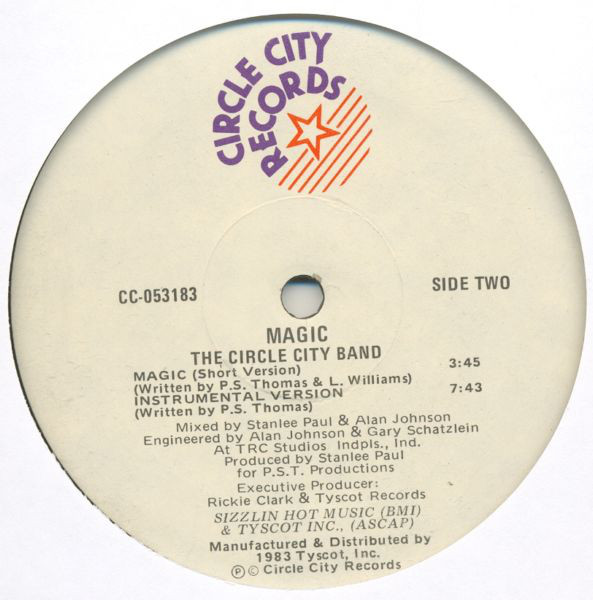 CIRCLE CITY
RECORDS
CC-053183
SIDE TWO
MAGIC
THE CIRCLE CITY BAND
MAGIC (Short Version) 3:45
(Written by P.S. Thomas & L. Williams)
INSTRUMENTAL VERSION 7:43
(Written by P.S. Thomas)
Mixed by Stanlee Paul & Alan Johnson
Engineered by Alan Johnson & Gary Schatzlein
At TRC Studios Indpls., Ind.
Produced by Stanlee Paul
for P.S.T. Productions
Executive Producer:
Rickie Clark & Tyscot Records
SIZZLIN HOT MUSIC (BMI)
& TYSCOT INC., (ASCAP)
Manufactured & Distributed by
1983 Tyscot, Inc.
℗ © Circle City Records